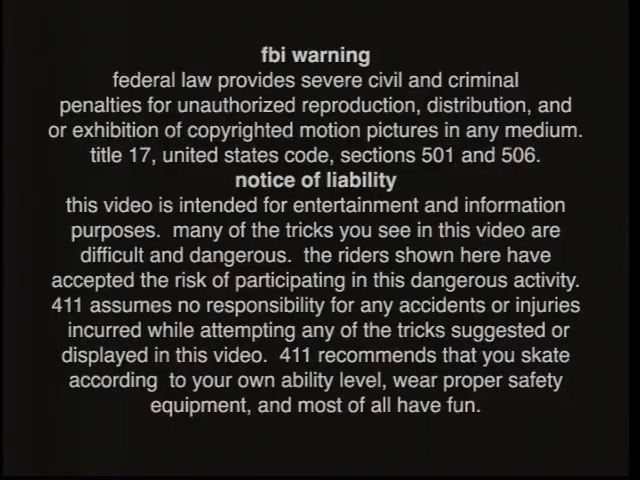 fbi warning
federal law provides severe civil and criminal
penalties for unauthorized reproduction, distribution, and
or exhibition of copyrighted motion pictures in any medium.
title 17, united states code, sections 501 and 506.
notice of liability
this video is intended for entertainment and information
purposes.  many of the tricks you see in this video are
difficult and dangerous.  the riders shown here have
accepted the risk of participating in this dangerous activity.
411 assumes no responsibility for any accidents or injuries
incurred while attempting any of the tricks suggested or
displayed in this video.  411 recommends that you skate
according  to your own ability level, wear proper safety
equipment, and most of all have fun.